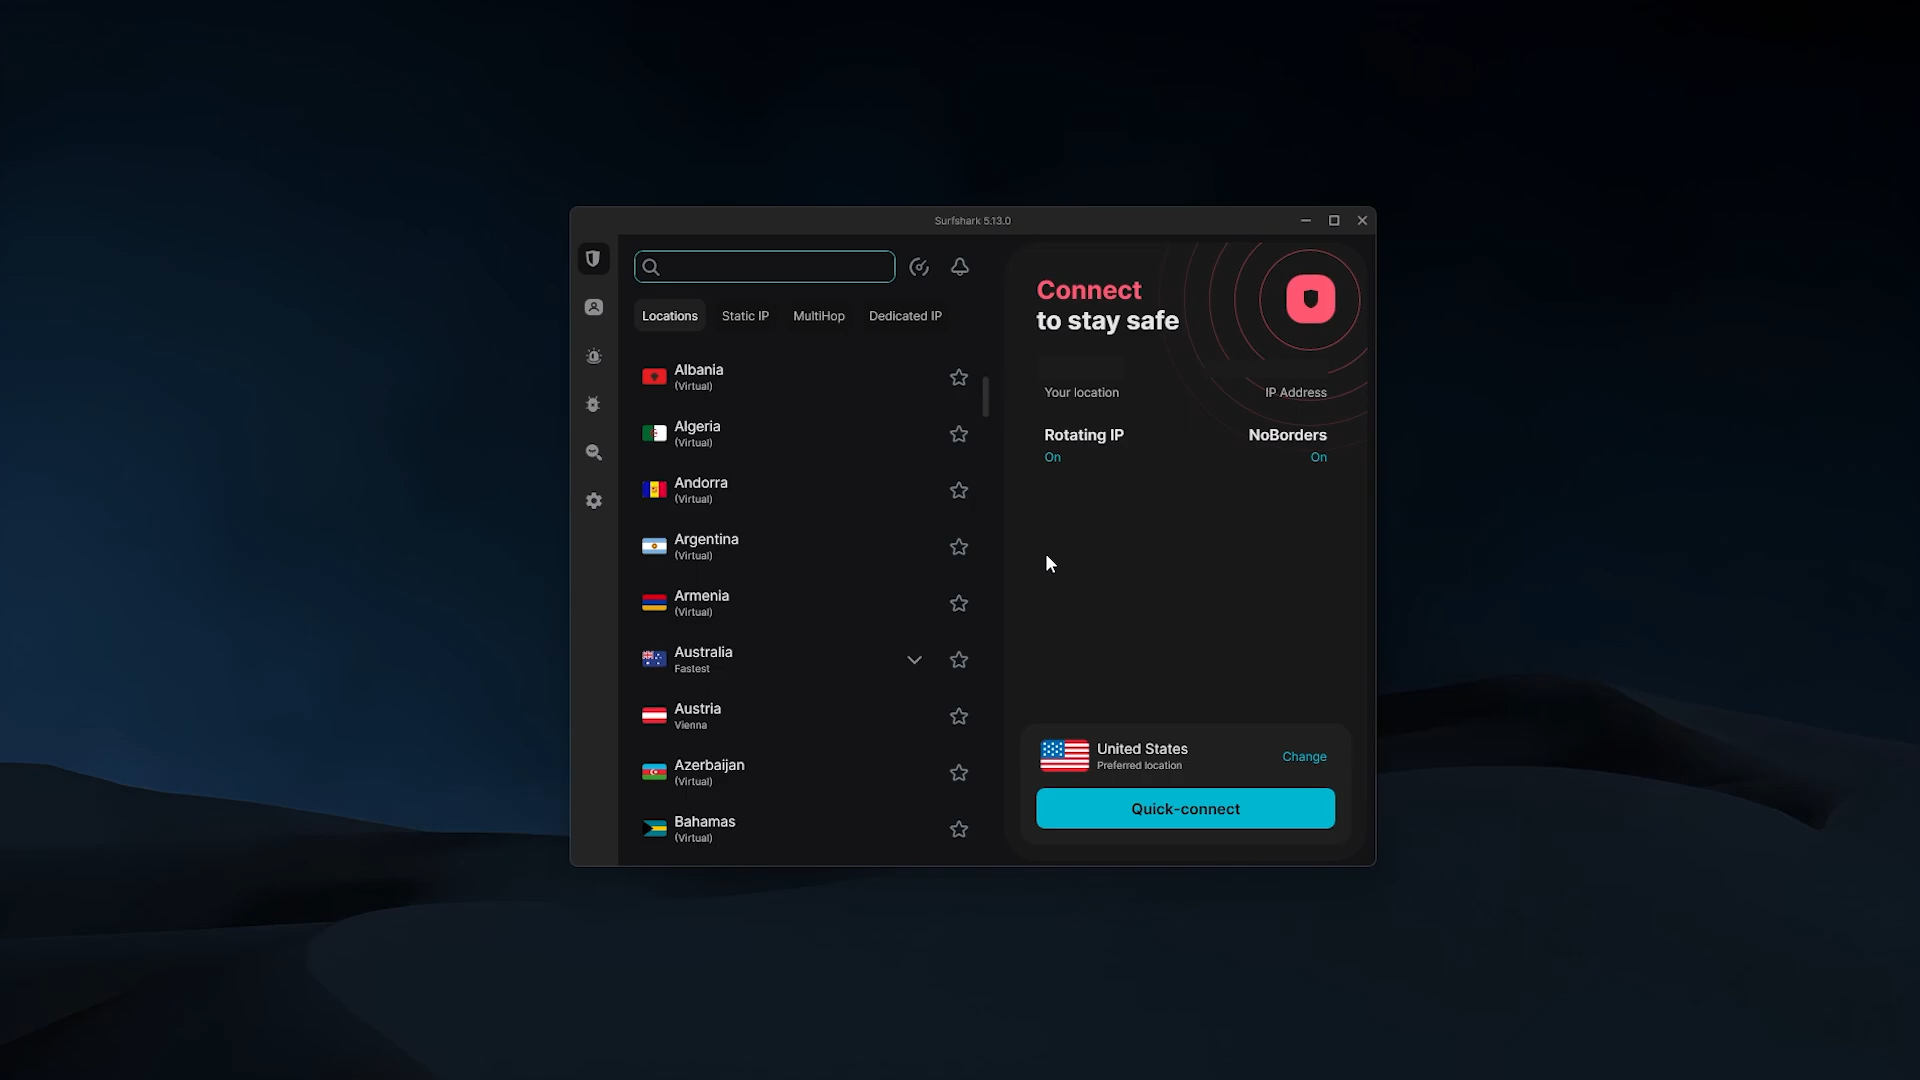 Surfshark 5.13.0
Locations
Static IP
MultiHop
Dedicated IP
Albania
(Virtual)
Algeria
(Virtual)
Andorra
(Virtual)
Argentina
(Virtual)
Armenia
(Virtual)
Australia
Fastest
Austria
Vienna
Azerbaijan
(Virtual)
Bahamas
(Virtual)
Connect
to stay safe
Your location
IP Address
Rotating IP
On
NoBorders
On
United States
Preferred location
Change
Quick-connect